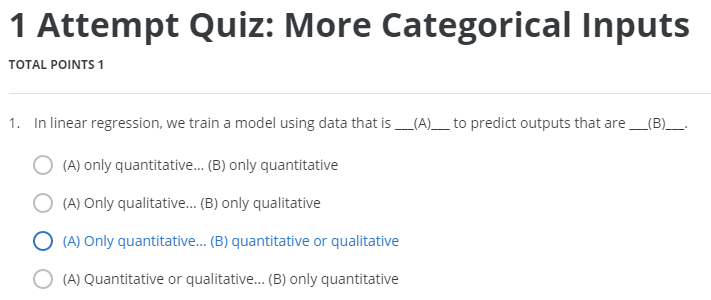 1 Attempt Quiz: More Categorical Inputs
TOTAL POINTS 1
1. In linear regression, we train a model using data that is ___(A)___ to predict outputs that are ___(B)___.
(A) only quantitative... (B) only quantitative
(A) Only qualitative... (B) only qualitative
(A) Only quantitative... (B) quantitative or qualitative
(A) Quantitative or qualitative... (B) only quantitative